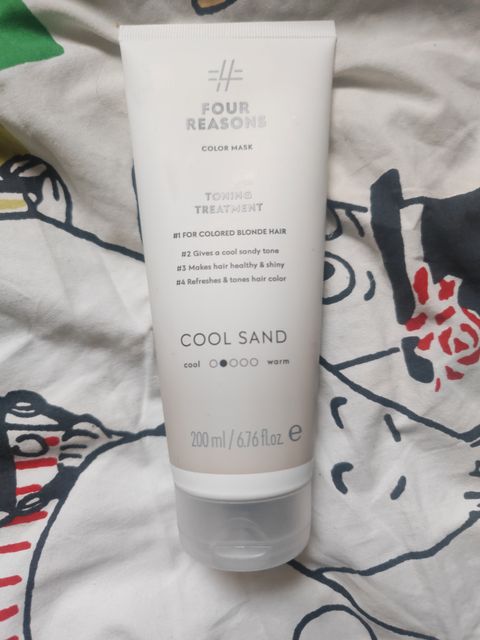 FOUR
REASONS
COLOR MASK
TONING
TREATMENT
#1 FOR COLORED BLONDE HAIR
#2 Gives a cool sandy tone
#3 Makes hair healthy & shiny
#4 Refreshes & tones hair color
COOL SAND
cool warm
200 ml / 6.76 fl.oz. e